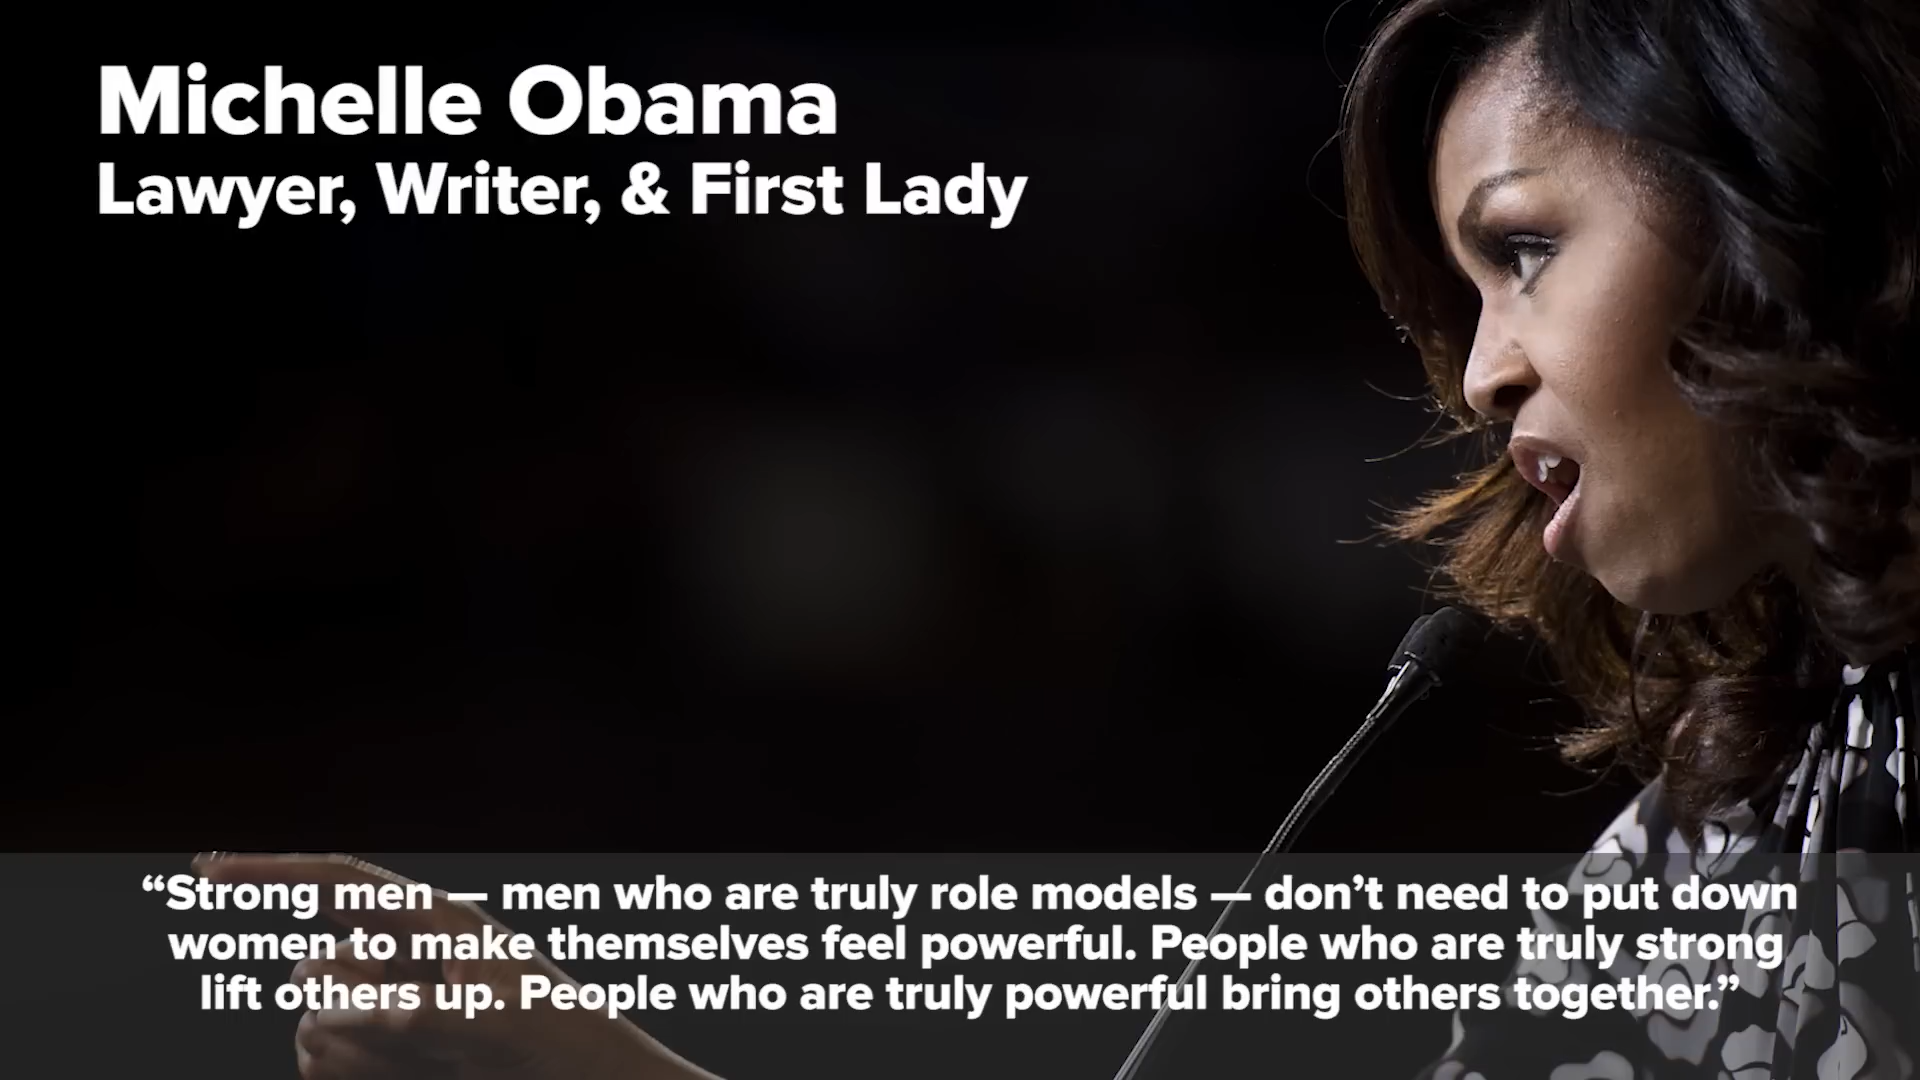 Michelle Obama
Lawyer, Writer, & First Lady
“Strong men — men who are truly role models — don’t need to put down
women to make themselves feel powerful. People who are truly strong
lift others up. People who are truly powerful bring others together.”